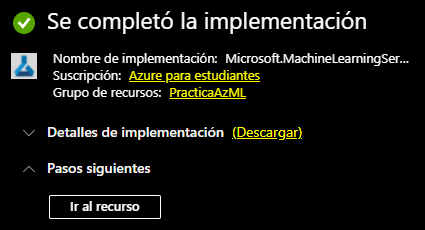 Se completó la implementación
Nombre de implementación: Microsoft.MachineLearningSer...
Suscripción: Azure para estudiantes
Grupo de recursos: PracticaAzML
Detalles de implementación (Descargar)
Pasos siguientes
Ir al recurso